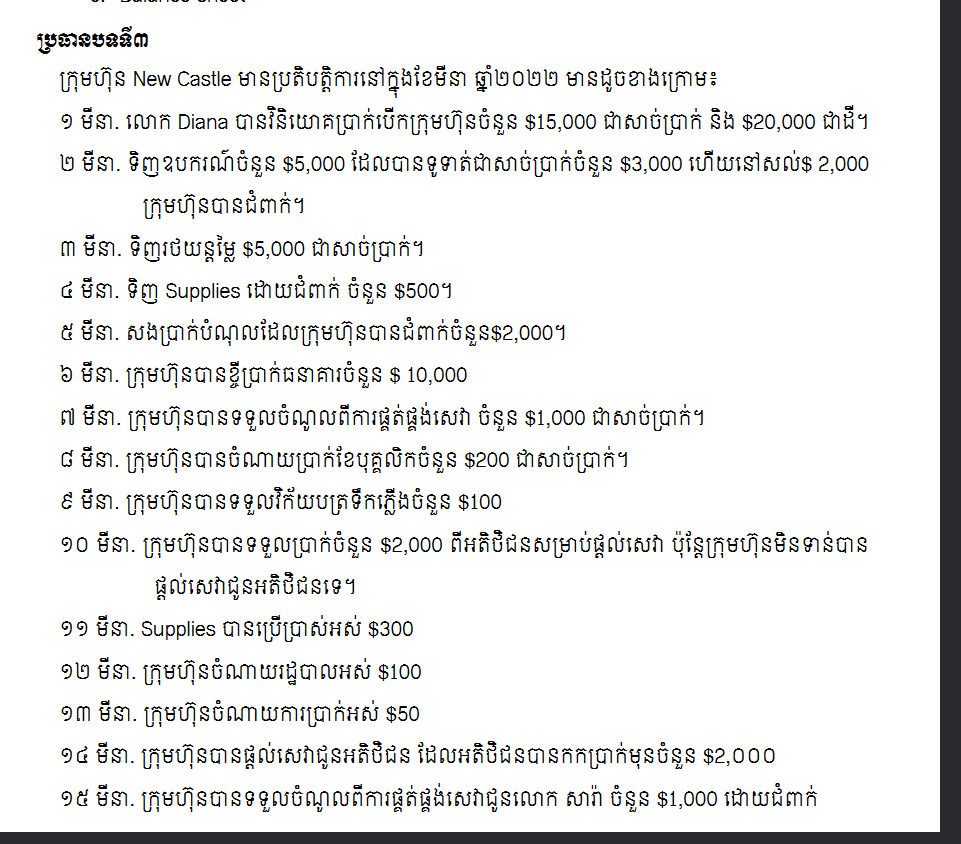 ប្រធានបទទី៣
ក្រុមហ៊ុន New Castle មានប្រតិបត្តិការនៅក្នុងខែមីនា ឆ្នាំ២០២២ មានដូចខាងក្រោម៖
១ មីនា. លោក Diana បានវិនិយោគប្រាក់បើកក្រុមហ៊ុនចំនួន $15,000 ជាសាច់ប្រាក់ និង $20,000 ជាដី។
២ មីនា. ទិញឧបករណ៍ចំនួន $5,000 ដែលបានទូទាត់ជាសាច់ប្រាក់ចំនួន $3,000 ហើយនៅសល់$ 2,000
ក្រុមហ៊ុនបានជំពាក់។
៣ មីនា. ទិញរថយន្តម្លៃ $5,000 ជាសាច់ប្រាក់។
៤ មីនា. ទិញ Supplies ដោយជំពាក់ ចំនួន $500។
៥ មីនា. សងប្រាក់បំណុលដែលក្រុមហ៊ុនបានជំពាក់ចំនួន$2,000។
៦ មីនា. ក្រុមហ៊ុនបានខ្ចីប្រាក់ធនាគារចំនួន $ 10,000
៧ មីនា. ក្រុមហ៊ុនបានទទួលចំណូលពីការផ្គត់ផ្គង់សេវា ចំនួន $1,000 ជាសាច់ប្រាក់។
៨ មីនា. ក្រុមហ៊ុនបានចំណាយប្រាក់ខែបុគ្គលិកចំនួន $200 ជាសាច់ប្រាក់។
៩ មីនា. ក្រុមហ៊ុនបានទទួលវិក័យបត្រទឹកភ្លើងចំនួន $100
១០ មីនា. ក្រុមហ៊ុនបានទទួលប្រាក់ចំនួន $2,000 ពីអតិថិជនសម្រាប់ផ្តល់សេវា ប៉ុន្តែក្រុមហ៊ុនមិនទាន់បាន
ផ្តល់សេវាជូនអតិថិជនទេ។
១១ មីនា. Supplies បានប្រើប្រាស់អស់ $300
១២ មីនា. ក្រុមហ៊ុនចំណាយរដ្ឋបាលអស់ $100
១៣ មីនា. ក្រុមហ៊ុនចំណាយការប្រាក់អស់ $50
១៤ មីនា. ក្រុមហ៊ុនបានផ្តល់សេវាជូនអតិថិជន ដែលអតិថិជនបានកកប្រាក់មុនចំនួន $2,០០០
១៥ មីនា. ក្រុមហ៊ុនបានទទួលចំណូលពីការផ្គត់ផ្គង់សេវាជូនលោក សារ៉ា ចំនួន $1,000 ដោយជំពាក់